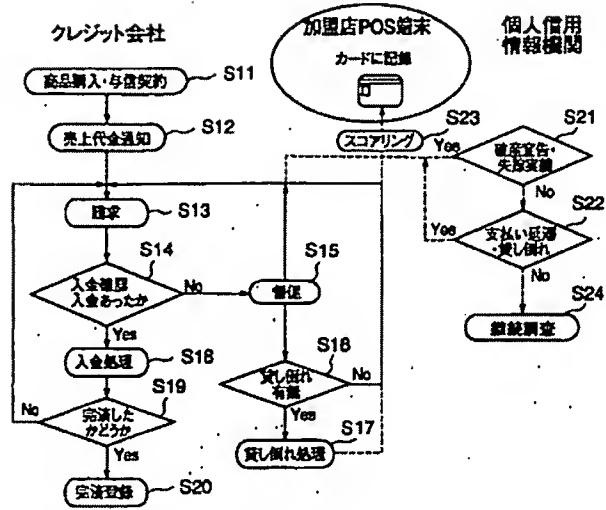 クレジット会社
加盟店POS端末
カードに記録
個人信用
情報機関
商品購入・与信契約
S11
売上代金通知
S12
請求
S13
S14
入金確認
入金あったか
No
Yes
S15
督促
入金処理
S18
S16
貸し倒れ
有無
No
Yes
S19
完済した
かどうか
No
Yes
S17
貸し倒れ処理
完済登録
S20
S23
スコアリング
S21
破産宣告・
失踪宣告
Yes
No
S22
支払い延滞
・貸し倒れ
Yes
No
S24
継続調査